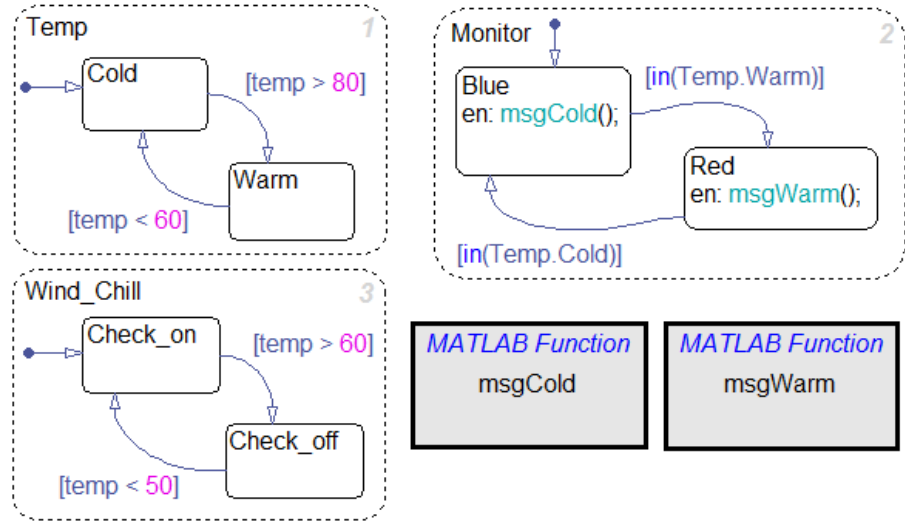 Temp
1
Cold
[temp > 80]
Warm
[temp < 60]
Monitor
2
Blue
en: msgCold();
[in(Temp.Warm)]
Red
en: msgWarm();
[in(Temp.Cold)]
Wind_Chill
3
Check_on
[temp > 60]
Check_off
[temp < 50]
MATLAB Function
msgCold
MATLAB Function
msgWarm